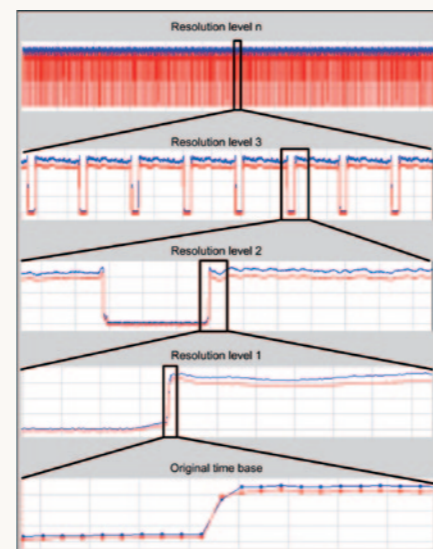 Resolution level n
Resolution level 3
Resolution level 2
Resolution level 1
Original time base